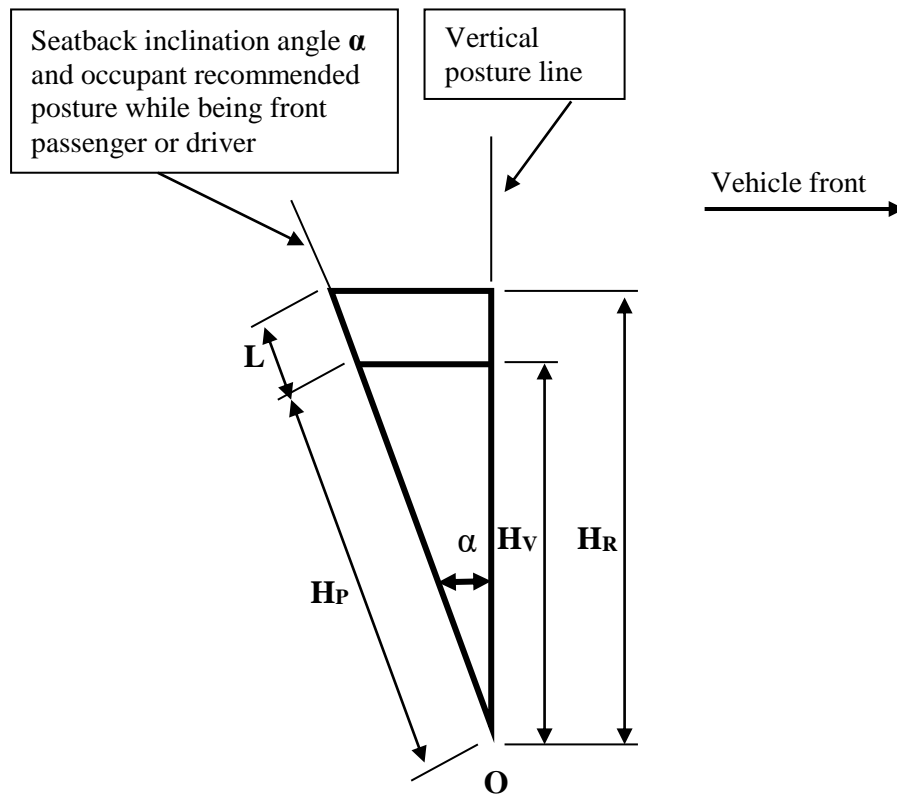 Seatback inclination angle α
and occupant recommended
posture while being front
passenger or driver
Vertical
posture line
Vehicle front
L
α
HV
HR
HP
O